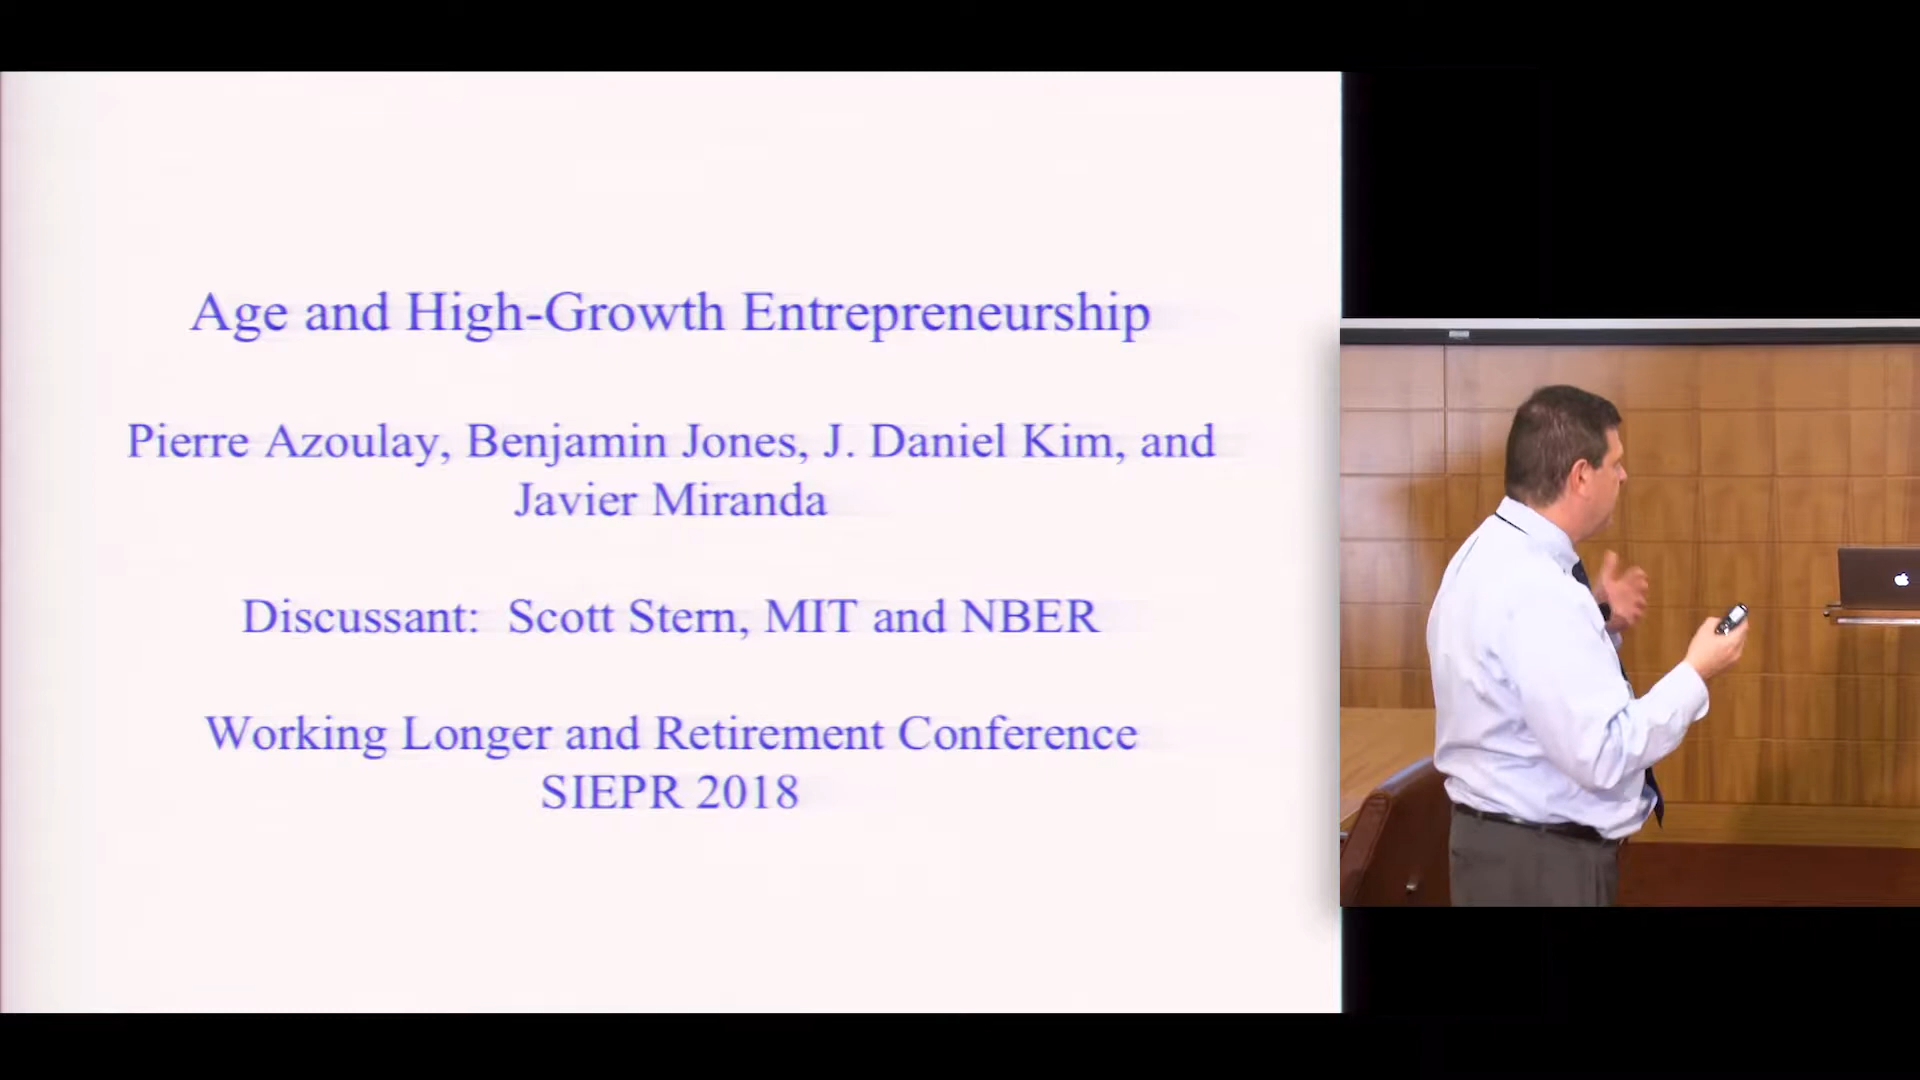 Age and High-Growth Entrepreneurship
Pierre Azoulay, Benjamin Jones, J. Daniel Kim, and
Javier Miranda
Discussant: Scott Stern, MIT and NBER
Working Longer and Retirement Conference
SIEPR 2018